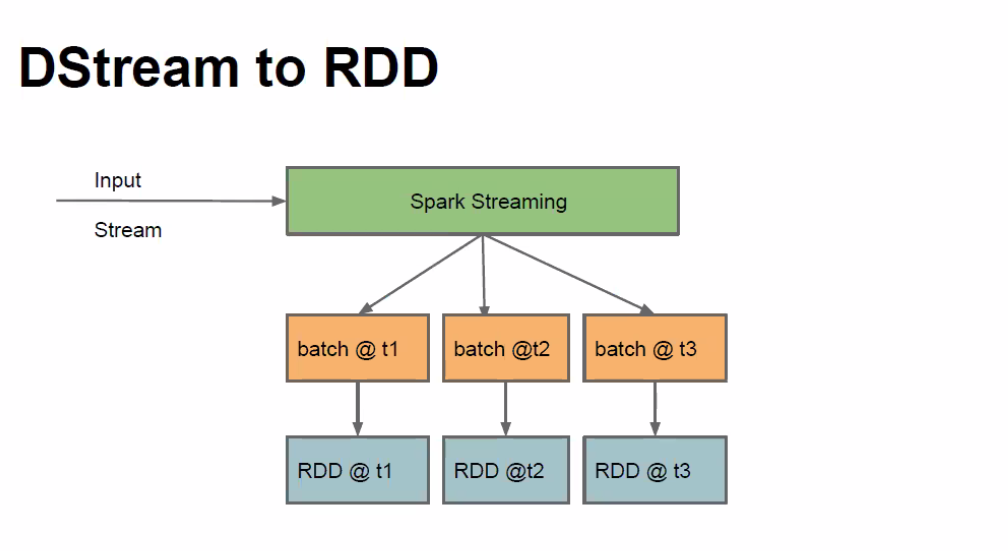 DStream to RDD
Input
Stream
Spark Streaming
batch @ t1
batch @t2
batch @ t3
RDD @ t1
RDD @t2
RDD @ t3